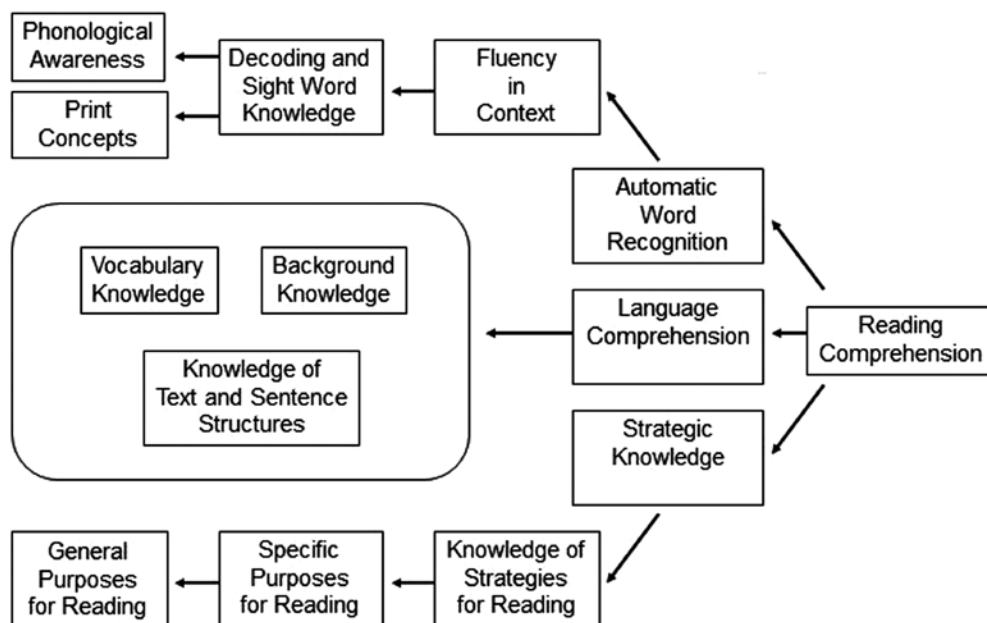 Phonological
Awareness
Print
Concepts
Decoding and
Sight Word
Knowledge
Fluency
in
Context
Automatic
Word
Recognition
Vocabulary
Knowledge
Background
Knowledge
Knowledge of
Text and Sentence
Structures
Language
Comprehension
Reading
Comprehension
Strategic
Knowledge
General
Purposes
for Reading
Specific
Purposes
for Reading
Knowledge of
Strategies
for Reading